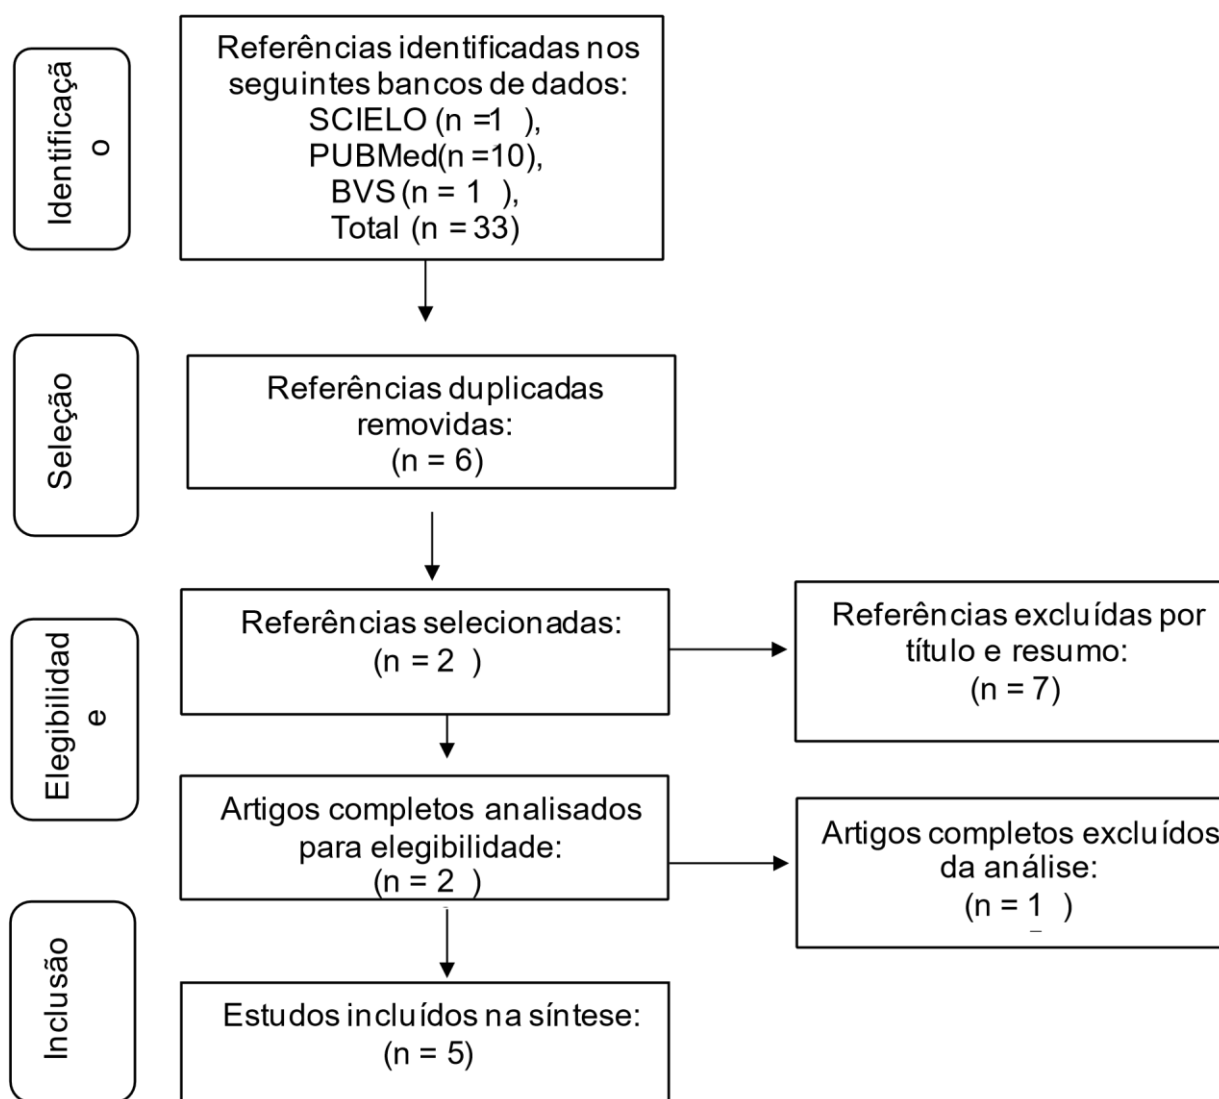 Identificaçã
o
Referências identificadas nos
seguintes bancos de dados:
SCIELO (n =1 ),
PUBMed(n =10),
BVS (n = 1 ),
Total (n = 33)
Seleção
Referências duplicadas
removidas:
(n = 6)
Elegibilidad
e
Referências selecionadas:
(n = 2 )
Referências excluídas por
título e resumo:
(n = 7)
Artigos completos analisados
para elegibilidade:
(n = 2 )
Artigos completos excluídos
da análise:
(n = 1 )
Inclusão
Estudos incluídos na síntese:
(n = 5)